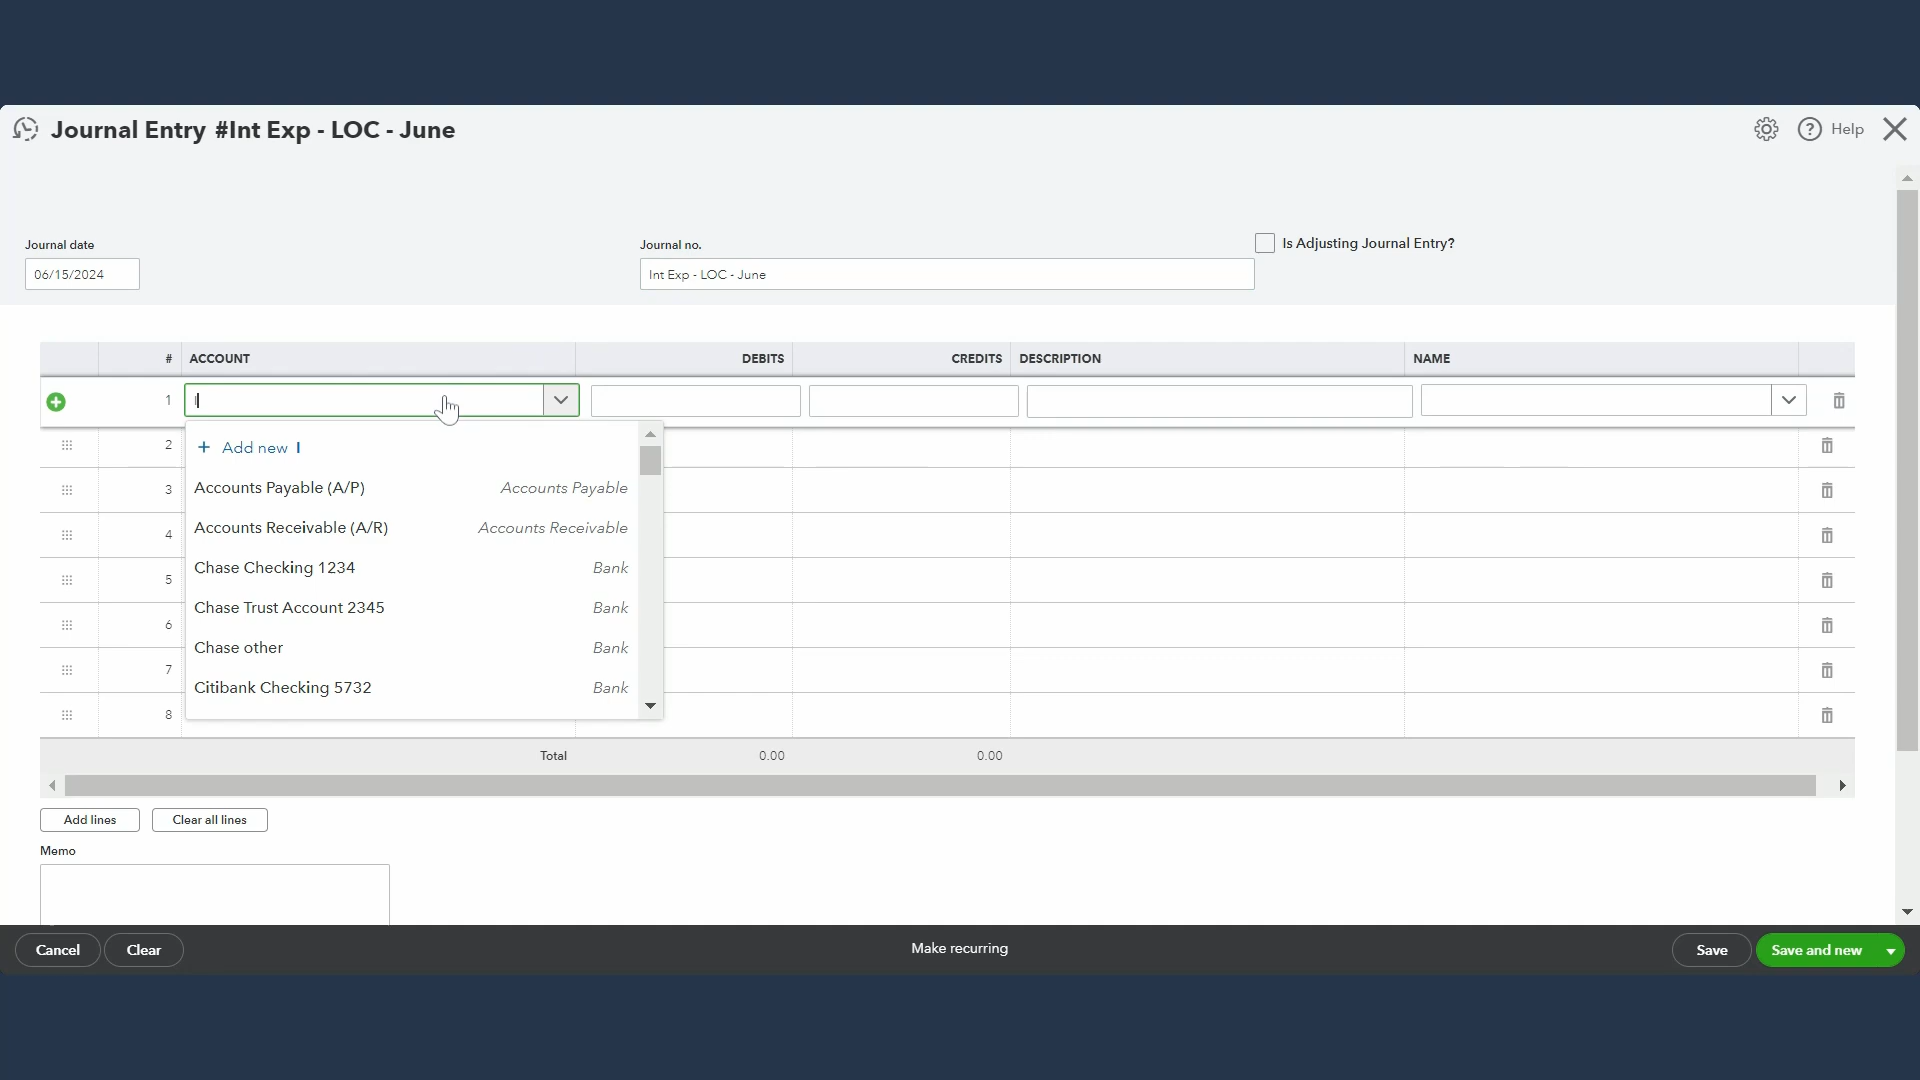 Journal Entry #Int Exp - LOC - June
Help
Journal date
Journal no.
Is Adjusting Journal Entry?
06/15/2024
Int Exp - LOC - June
# ACCOUNT DEBITS CREDITS DESCRIPTION NAME
1 I
+ Add new I
Accounts Payable (A/P) Accounts Payable
Accounts Receivable (A/R) Accounts Receivable
Chase Checking 1234 Bank
Chase Trust Account 2345 Bank
Chase other Bank
Citibank Checking 5732 Bank
2
3
4
5
6
7
8
Total 0.00 0.00
Add lines Clear all lines
Memo
Cancel Clear Make recurring Save Save and new